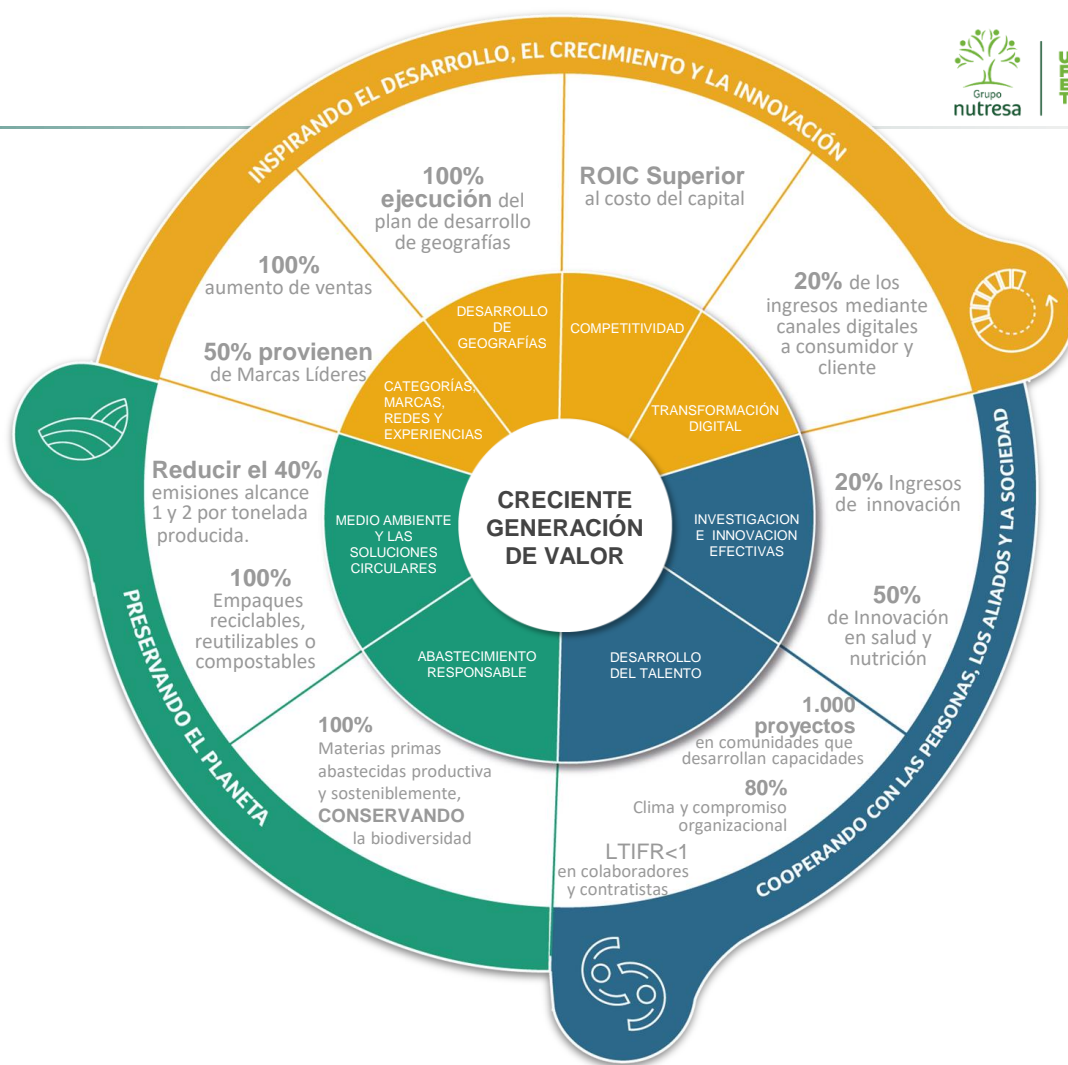 INSPIRANDO EL DESARROLLO, EL CRECIMIENTO Y LA INNOVACIÓN
Grupo
nutresa
100%
ejecución del
plan de desarrollo
de geografías
ROIC Superior
al costo del capital
100%
aumento de ventas
50% provienen
de Marcas Líderes
20% de los
ingresos mediante
canales digitales
a consumidor y
cliente
DESARROLLO
DE
GEOGRAFÍAS
COMPETITIVIDAD
CATEGORÍAS,
MARCAS,
REDES Y
EXPERIENCIAS
TRANSFORMACIÓN
DIGITAL
CRECIENTE
GENERACIÓN
DE VALOR
MEDIO AMBIENTE
Y LAS
SOLUCIONES
CIRCULARES
INVESTIGACION
E INNOVACION
EFECTIVAS
ABASTECIMIENTO
RESPONSABLE
DESARROLLO
DEL TALENTO
Reducir el 40%
emisiones alcance
1 y 2 por tonelada
producida.
100%
Empaques
reciclables,
reutilizables o
compostables
20% Ingresos
de innovación
50%
de Innovación
en salud y
nutrición
100%
Materias primas
abastecidas productiva
y sosteniblemente,
CONSERVANDO
la biodiversidad
1.000
proyectos
en comunidades que
desarrollan capacidades
80%
Clima y compromiso
organizacional
LTIFR<1
en colaboradores
y contratistas
PRESERVANDO EL PLANETA
COOPERANDO CON LAS PERSONAS, LOS ALIADOS Y LA SOCIEDAD